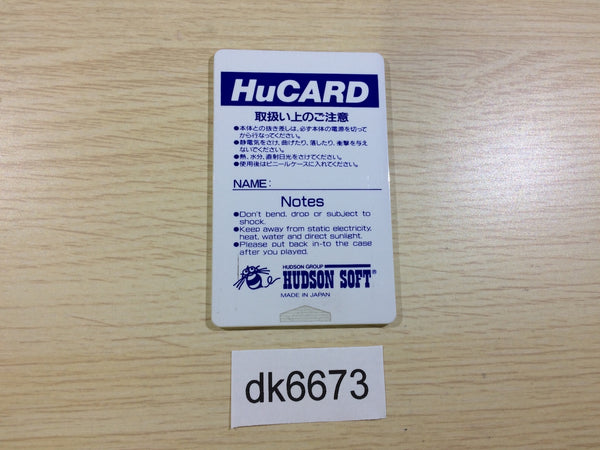 HuCARD
取扱い上のご注意
●本体との抜き差しは、必ず本体の電源を切って
から行なってください。
●静電気をさけ、曲げたり、落したり、衝撃を与え
ないでください。
●熱、水分、直射日光をさけてください。
●使用後はビニールケースに入れてください。
NAME:
Notes
●Don't bend, drop or subject to
shock.
●Keep away from static electricity,
heat, water and direct sunlight.
●Please put back in-to the case
after you played.
HUDSON GROUP
HUDSON SOFT®
MADE IN JAPAN
dk6673